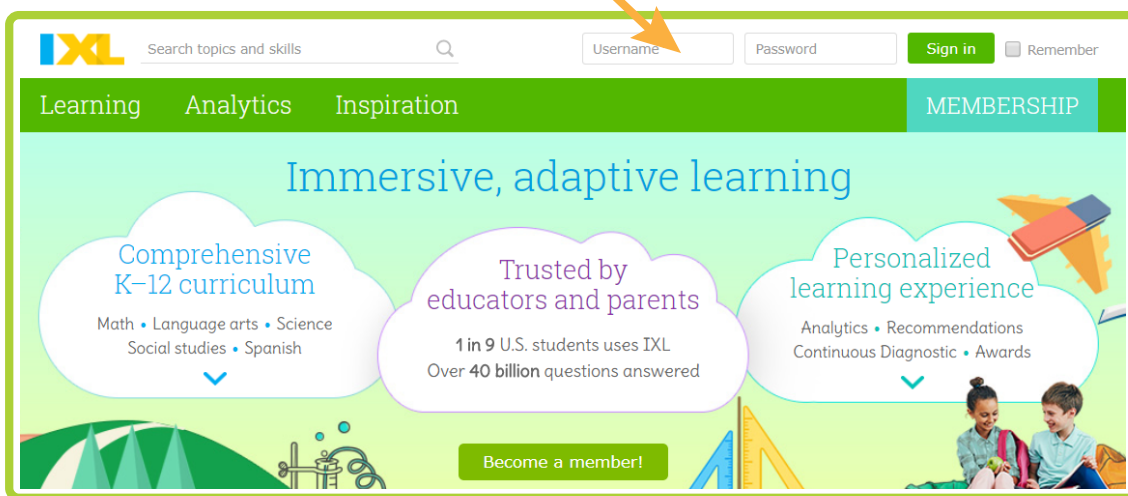 IXL Search topics and skills Username Password Sign in Remember
Learning Analytics Inspiration MEMBERSHIP
Immersive, adaptive learning
Comprehensive
K–12 curriculum
Math • Language arts • Science
Social studies • Spanish
Trusted by
educators and parents
1 in 9 U.S. students uses IXL
Over 40 billion questions answered
Personalized
learning experience
Analytics • Recommendations
Continuous Diagnostic • Awards
Become a member!